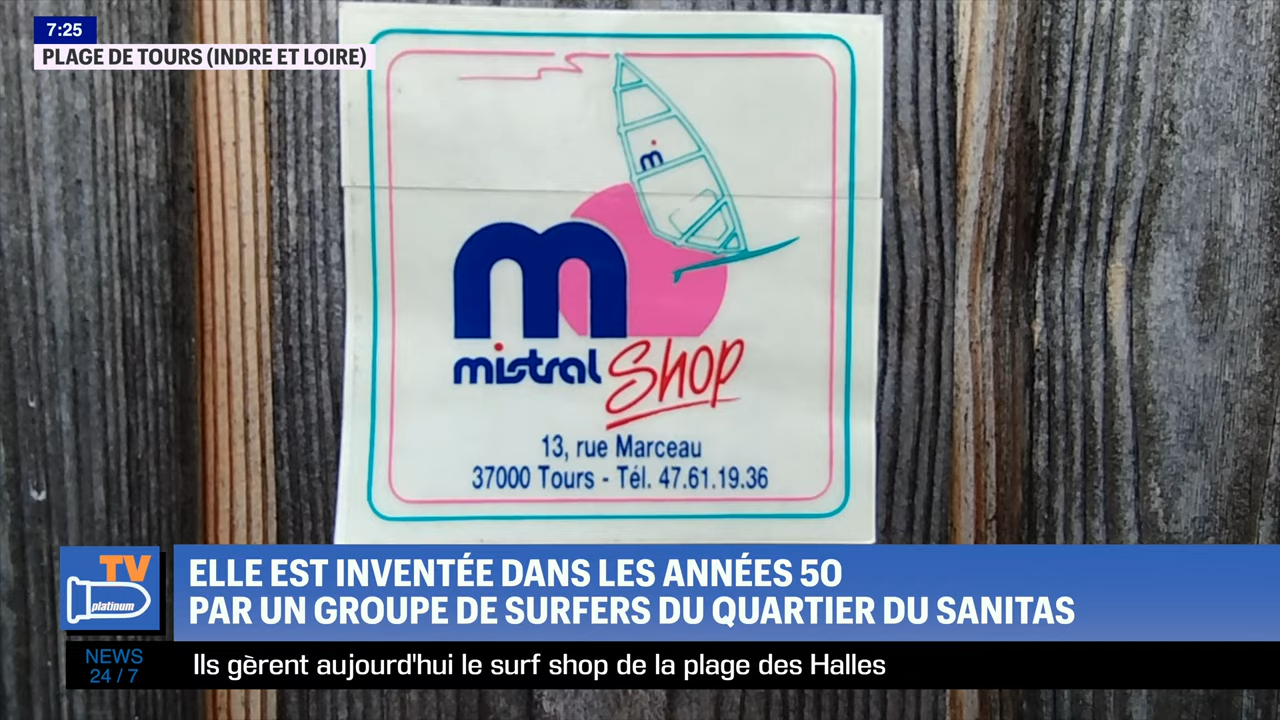 7:25
PLAGE DE TOURS (INDRE ET LOIRE)
m
m
mistral Shop
13, rue Marceau
37000 Tours - Tél. 47.61.19.36
TV
platinum
ELLE EST INVENTÉE DANS LES ANNÉES 50
PAR UN GROUPE DE SURFERS DU QUARTIER DU SANITAS
NEWS
24 / 7
Ils gèrent aujourd'hui le surf shop de la plage des Halles